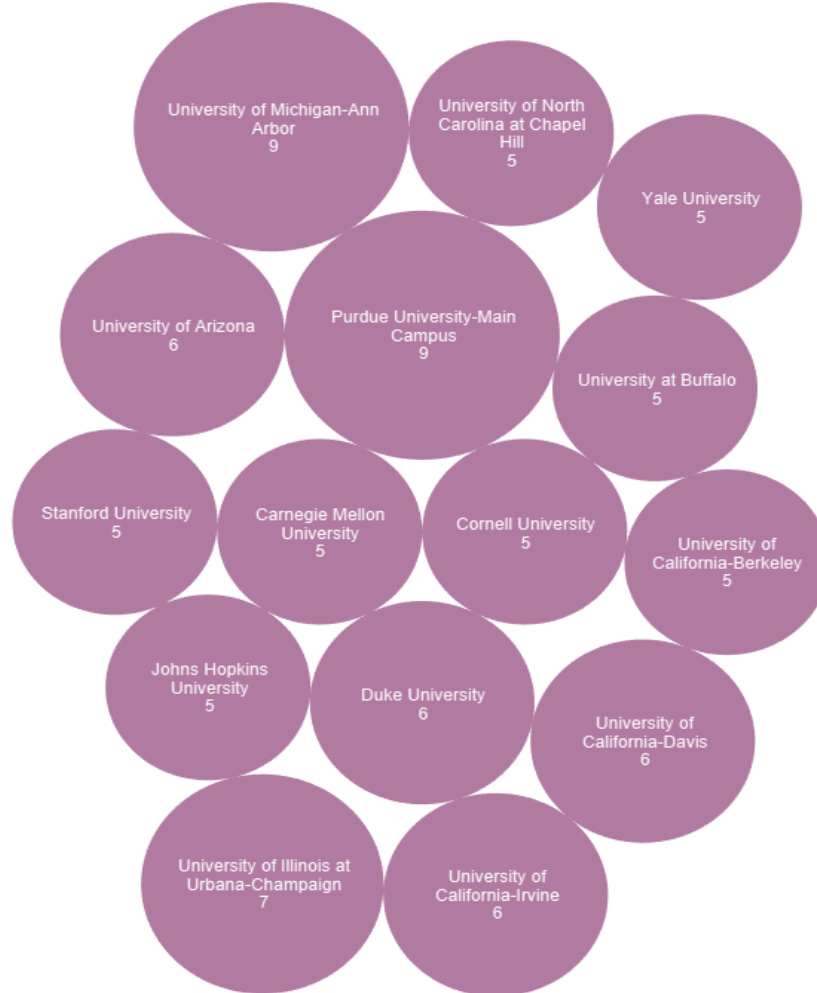 University of Michigan-Ann
Arbor
9
University of North
Carolina at Chapel
Hill
5
Yale University
5
University of Arizona
6
Purdue University-Main
Campus
9
University at Buffalo
5
Stanford University
5
Carnegie Mellon
University
5
Cornell University
5
University of
California-Berkeley
5
Johns Hopkins
University
5
Duke University
6
University of
California-Davis
6
University of Illinois at
Urbana-Champaign
7
University of
California-Irvine
6